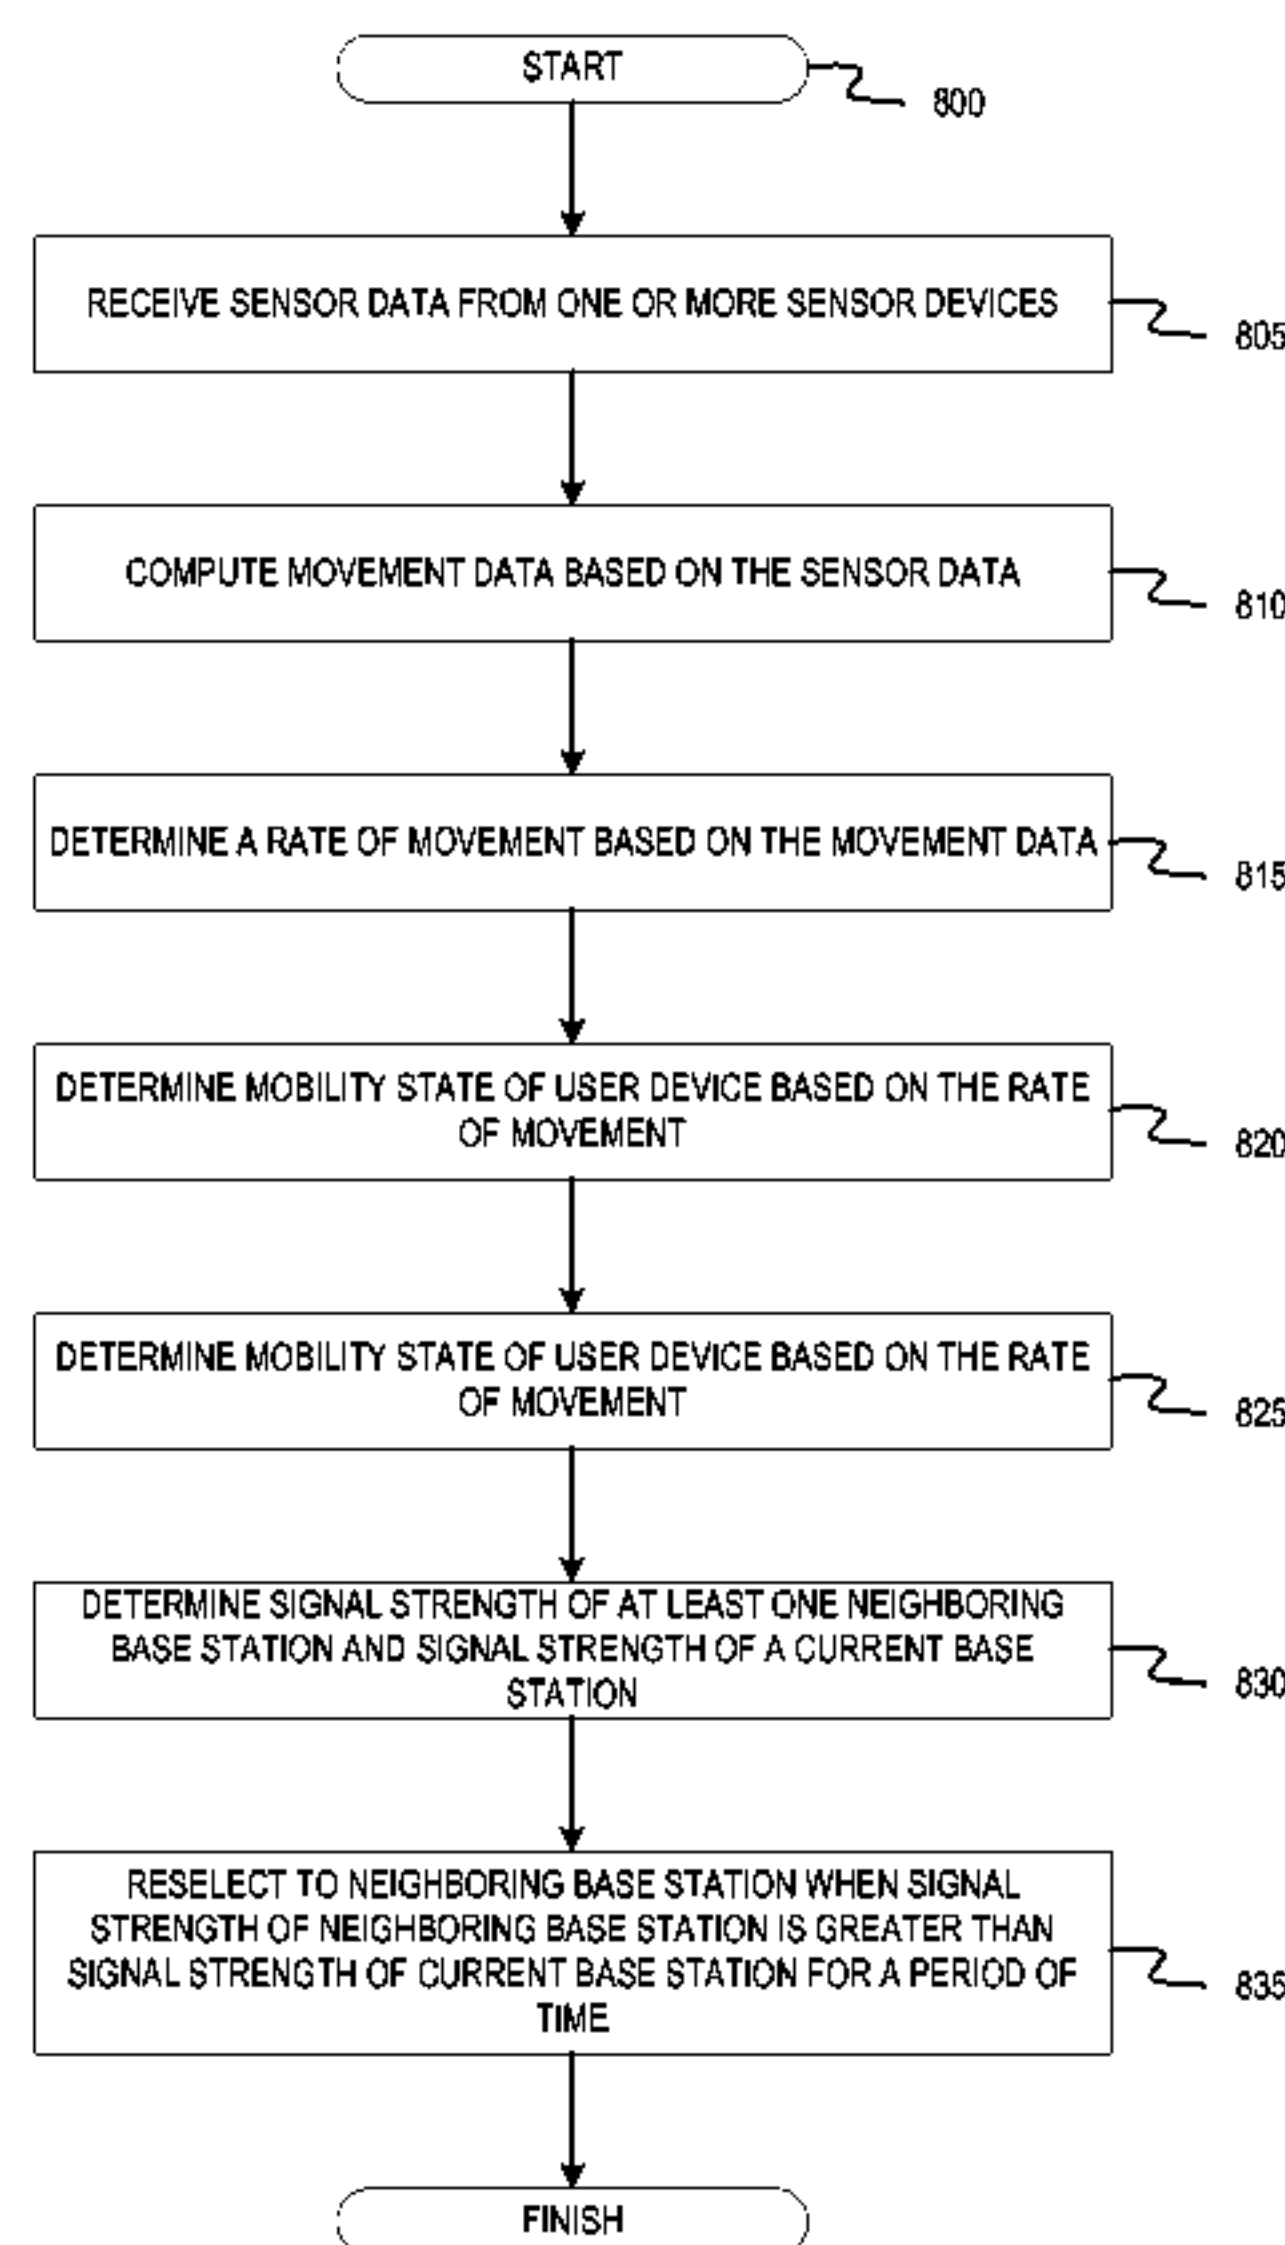 START
800
RECEIVE SENSOR DATA FROM ONE OR MORE SENSOR DEVICES
805
COMPUTE MOVEMENT DATA BASED ON THE SENSOR DATA
810
DETERMINE A RATE OF MOVEMENT BASED ON THE MOVEMENT DATA
815
DETERMINE MOBILITY STATE OF USER DEVICE BASED ON THE RATE
OF MOVEMENT
820
DETERMINE MOBILITY STATE OF USER DEVICE BASED ON THE RATE
OF MOVEMENT
825
DETERMINE SIGNAL STRENGTH OF AT LEAST ONE NEIGHBORING
BASE STATION AND SIGNAL STRENGTH OF A CURRENT BASE
STATION
830
RESELECT TO NEIGHBORING BASE STATION WHEN SIGNAL
STRENGTH OF NEIGHBORING BASE STATION IS GREATER THAN
SIGNAL STRENGTH OF CURRENT BASE STATION FOR A PERIOD OF
TIME
835
FINISH